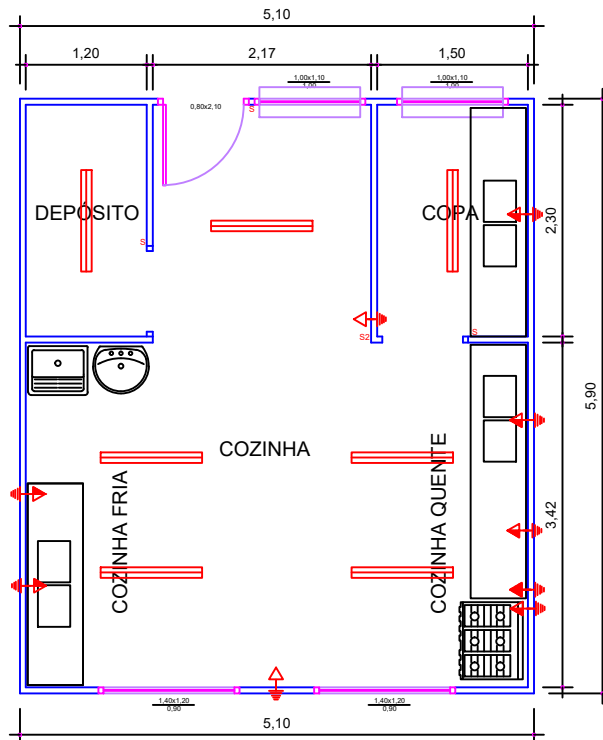 5,10
1,20
2,17
1,50
1,00x1,10
1,00
1,00x1,10
1,00
0,80x2,10
S
DEPÓSITO
COPA
2,30
S
S2
S
5,90
COZINHA
COZINHA FRIA
COZINHA QUENTE
3,42
1,40x1,20
0,90
1,40x1,20
0,90
5,10